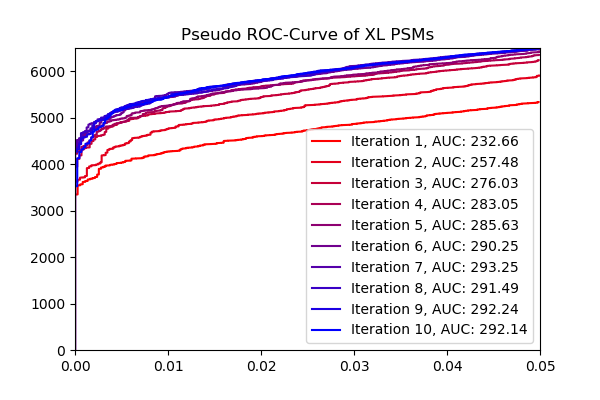 Pseudo ROC-Curve of XL PSMs
6000
5000
4000
3000
2000
1000
0
0.00 0.01 0.02 0.03 0.04 0.05
Iteration 1, AUC: 232.66
Iteration 2, AUC: 257.48
Iteration 3, AUC: 276.03
Iteration 4, AUC: 283.05
Iteration 5, AUC: 285.63
Iteration 6, AUC: 290.25
Iteration 7, AUC: 293.25
Iteration 8, AUC: 291.49
Iteration 9, AUC: 292.24
Iteration 10, AUC: 292.14